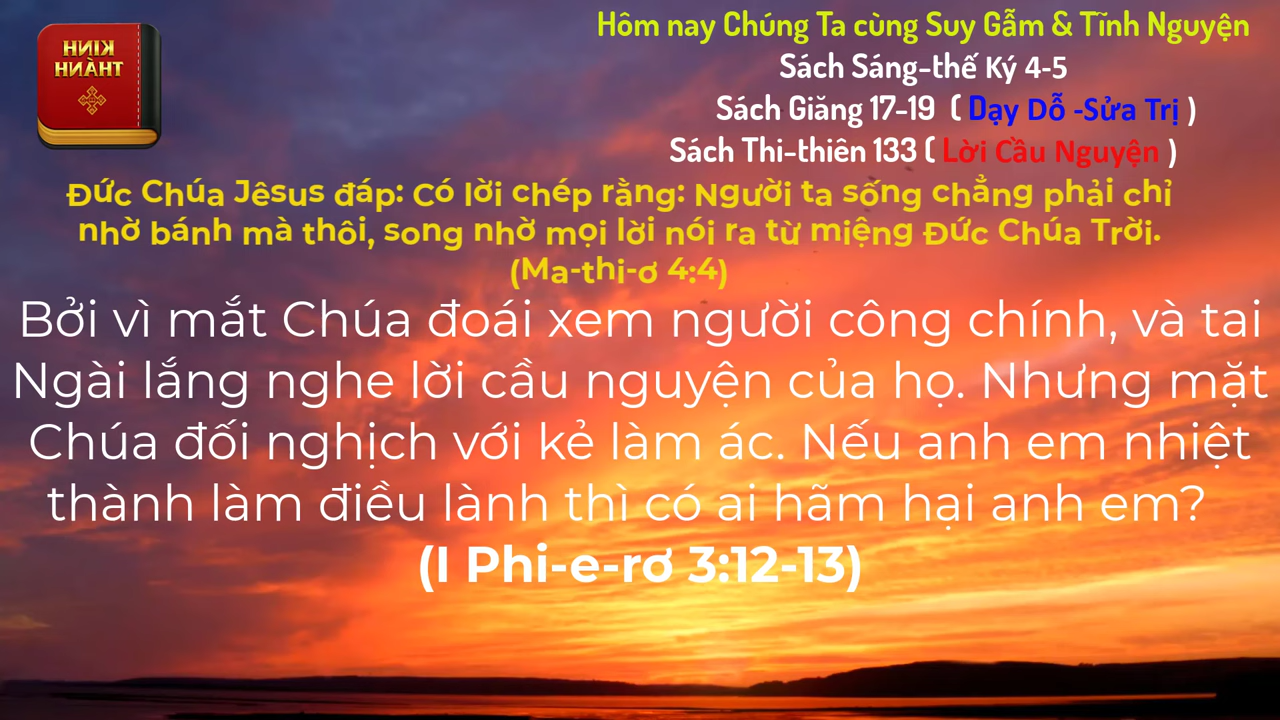 KINH
THÀNH
Hôm nay Chúng Ta cùng Suy Gẫm & Tĩnh Nguyện
Sách Sáng-thế Ký 4-5
Sách Giăng 17-19 ( Dạy Dỗ -Sửa Trị )
Sách Thi-thiên 133 ( Lời Cầu Nguyện )
Đức Chúa Jêsus đáp: Có lời chép rằng: Người ta sống chẳng phải chỉ
nhờ bánh mà thôi, song nhờ mọi lời nói ra từ miệng Đức Chúa Trời.
(Ma-thi-ơ 4:4)
Bởi vì mắt Chúa đoái xem người công chính, và tai
Ngài lắng nghe lời cầu nguyện của họ. Nhưng mặt
Chúa đối nghịch với kẻ làm ác. Nếu anh em nhiệt
thành làm điều lành thì có ai hãm hại anh em?
(I Phi-e-rơ 3:12-13)